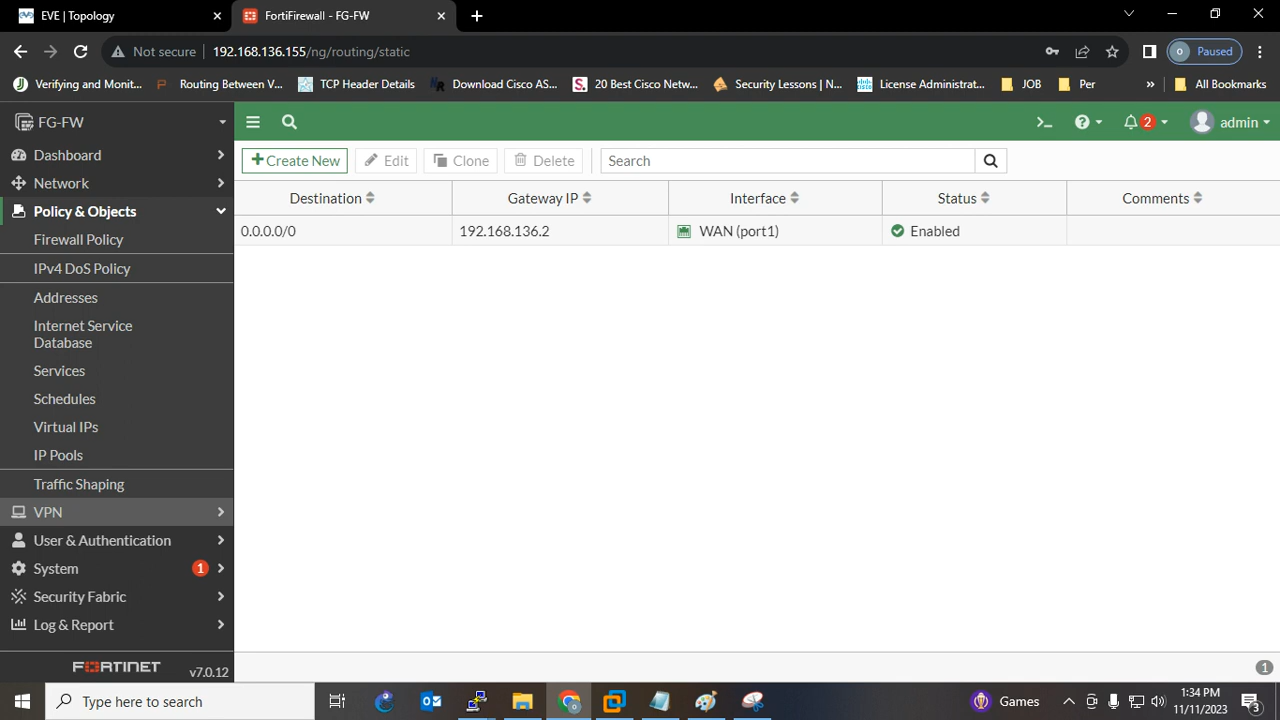 EVE | Topology
FortiFirewall - FG-FW
Not secure
192.168.136.155/ng/routing/static
Paused
Verifying and Monit...
Routing Between V...
TCP Header Details
Download Cisco AS...
20 Best Cisco Netw...
Security Lessons | N...
License Administrat...
JOB
Per
»
All Bookmarks
FG-FW
2
admin
Dashboard
Network
Policy & Objects
Firewall Policy
IPv4 DoS Policy
Addresses
Internet Service
Database
Services
Schedules
Virtual IPs
IP Pools
Traffic Shaping
VPN
User & Authentication
System
1
Security Fabric
Log & Report
FORTINET
v7.0.12
+Create New
Edit
Clone
Delete
Search
Destination
Gateway IP
Interface
Status
Comments
0.0.0.0/0
192.168.136.2
WAN (port1)
Enabled
1
Type here to search
Games
1:34 PM
11/11/2023
3